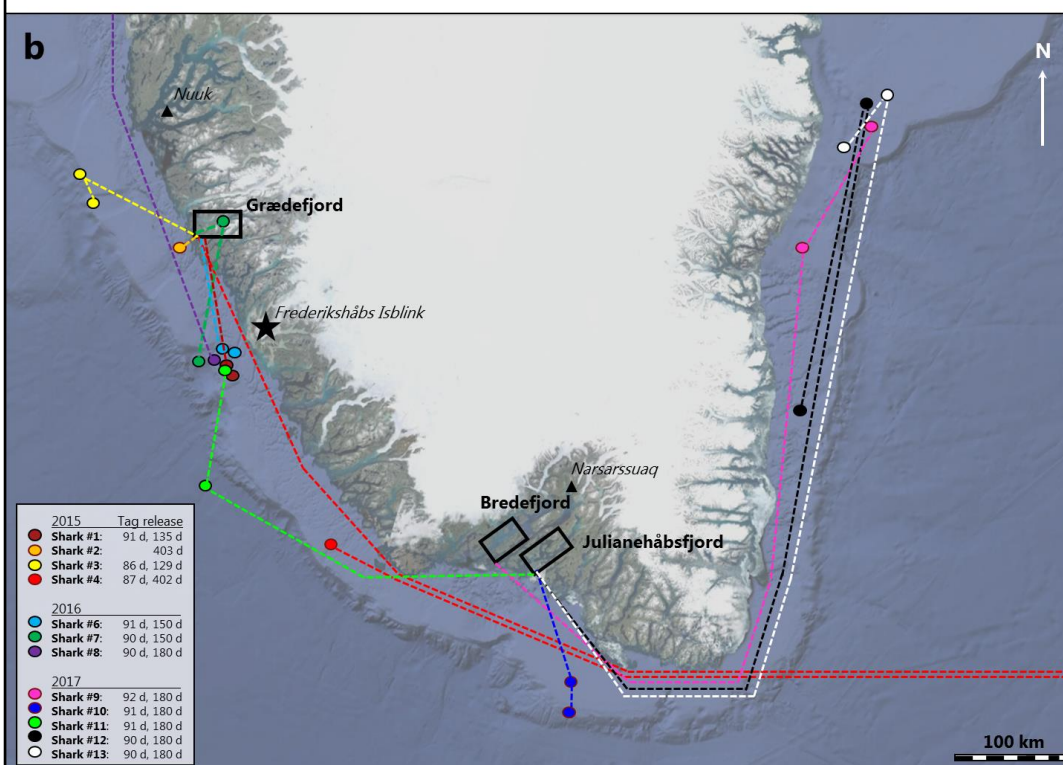 b
N
Nuuk
Grædefjord
Frederikshåbs Isblink
Narsarssuaq
Bredefjord
Julianehåbsfjord
2015 Tag release
Shark #1: 91 d, 135 d
Shark #2: 403 d
Shark #3: 86 d, 129 d
Shark #4: 87 d, 402 d
2016
Shark #6: 91 d, 150 d
Shark #7: 90 d, 150 d
Shark #8: 90 d, 180 d
2017
Shark #9: 92 d, 180 d
Shark #10: 91 d, 180 d
Shark #11: 91 d, 180 d
Shark #12: 90 d, 180 d
Shark #13: 90 d, 180 d
100 km